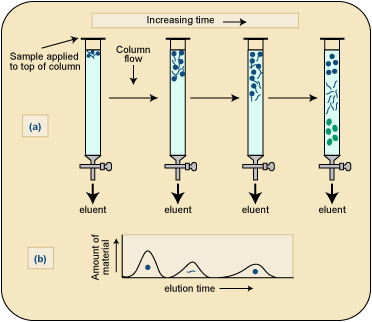 Increasing time
Sample applied
to top of column
Column
flow
(a)
eluent
eluent
eluent
eluent
(b)
Amount of
material
elution time